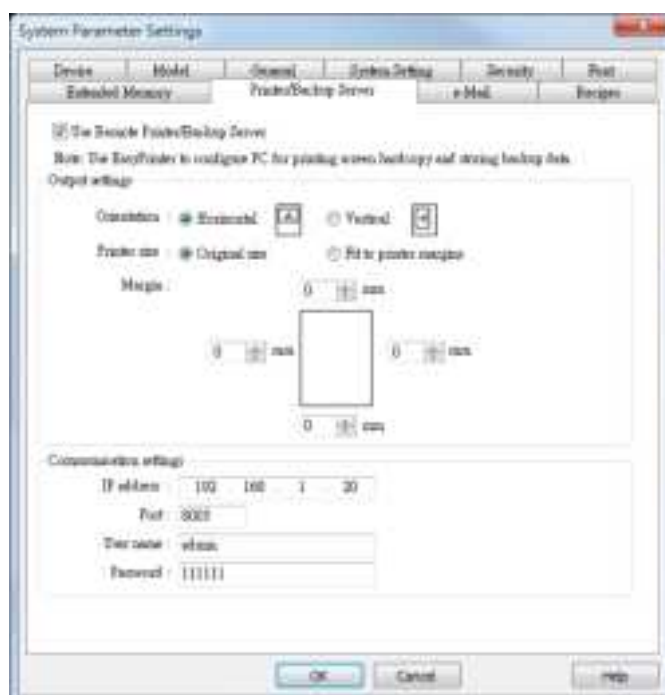 System Parameter Settings
Device Model General System Setting Security Font
Extended Memory Printer/Backup Server e-Mail Recipes
Use Remote Printer/Backup Server
Note: Use EasyPrinter to configure PC for printing screen hardcopy and storing backup data.
Output settings
Orientation : Horizontal A Vertical
Printer size : Original size Fit to printer margins
Margin :
0 mm
0 mm 0 mm
0 mm
Communication settings
IP address : 192 168 1 20
Port : 8005
User name : admin
Password : 111111
OK Cancel Help